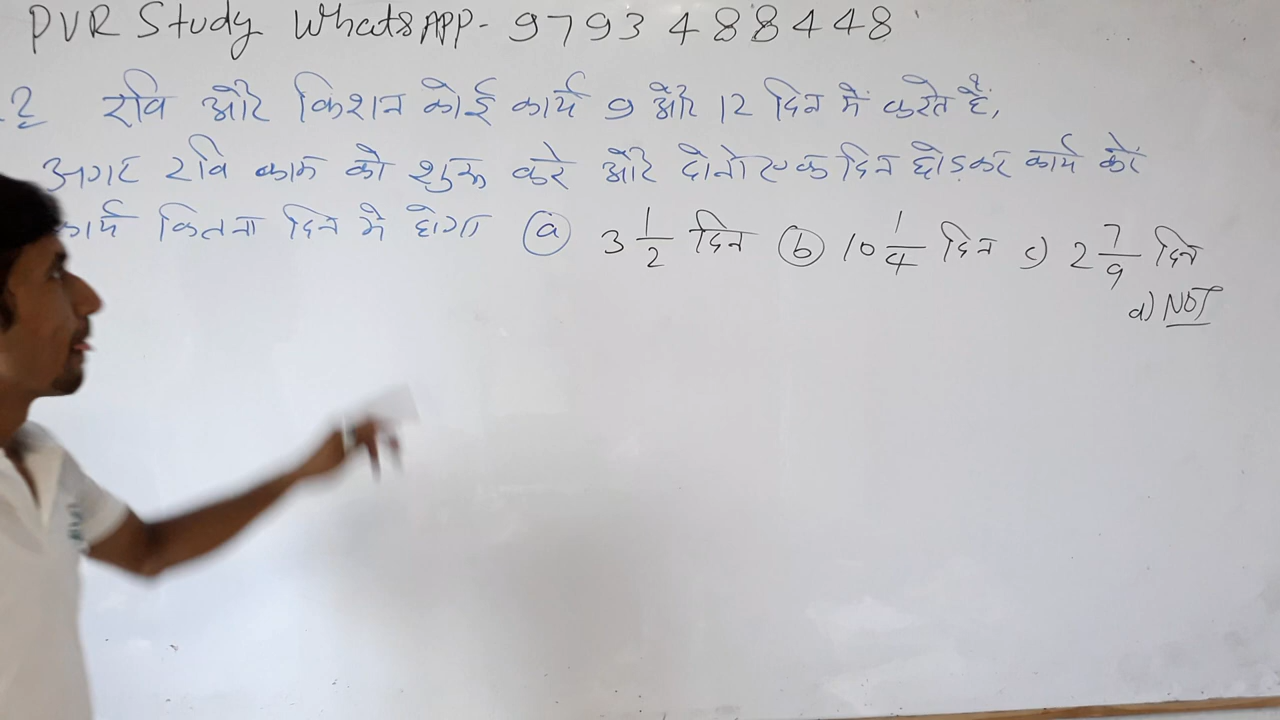 PVR Study WhatsAPP- 9793488448
.2 रवि और किशन कोई कार्य 9 और 12 दिन में करते हैं,
अगर रवि काम को शुरू करे और दोनो एक दिन छोड़कर कार्य करें
कार्य कितना दिन में होगा (a) 3 1/2 दिन (b) 10 1/4 दिन c) 2 7/9 दिन
d) NOT